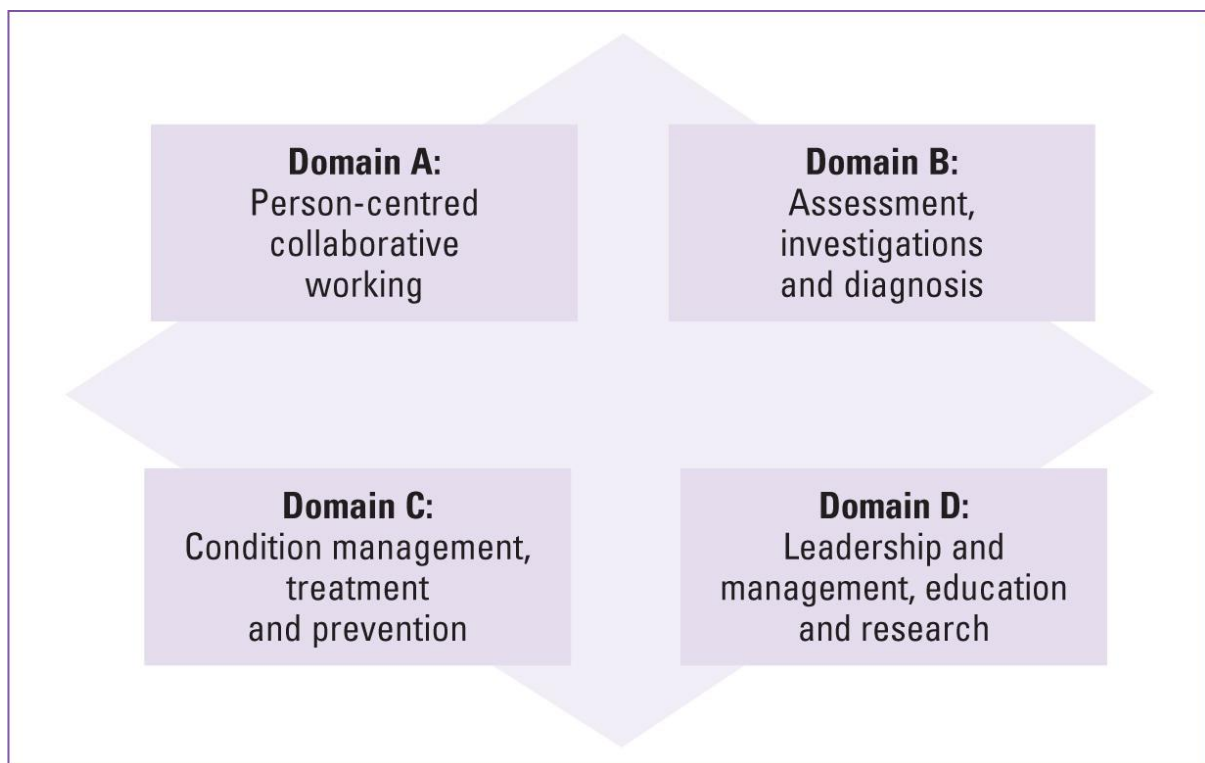 Domain A:
Person-centred
collaborative
working
Domain B:
Assessment,
investigations
and diagnosis
Domain C:
Condition management,
treatment
and prevention
Domain D:
Leadership and
management, education
and research